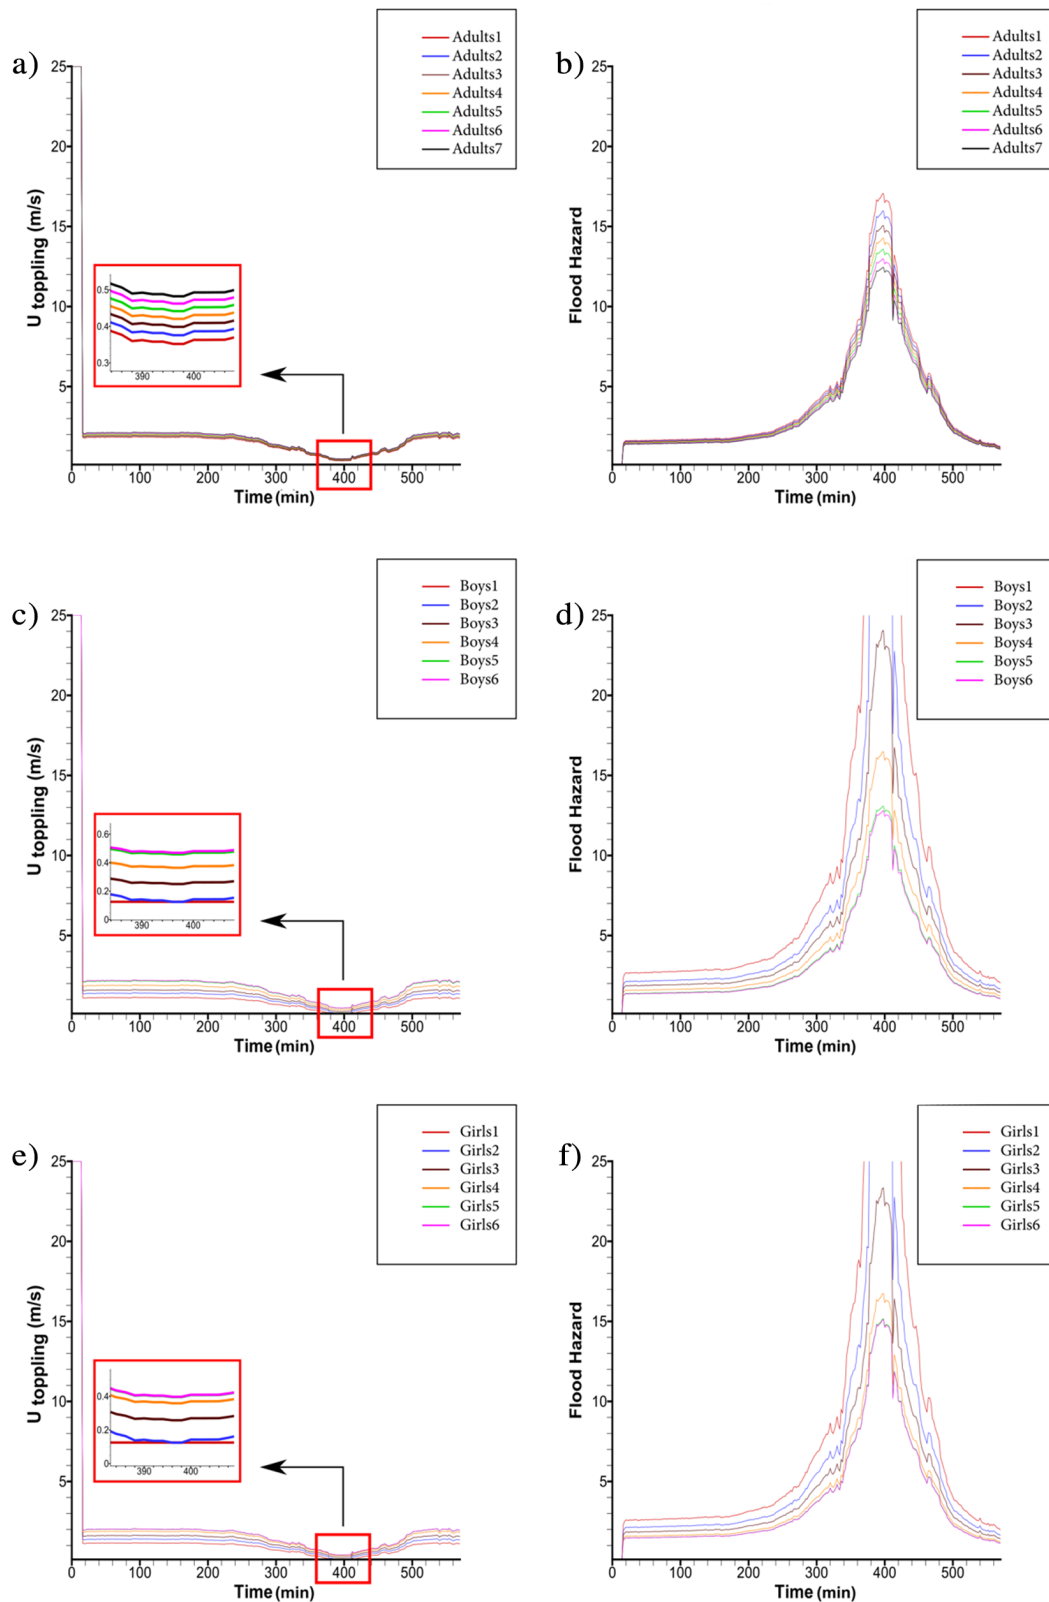 a)
Adults1
Adults2
Adults3
Adults4
Adults5
Adults6
Adults7
U toppling (m/s)
25
20
15
10
5
0.5
0.4
0.3
390 400
0 100 200 300 400 500
Time (min)
b)
Adults1
Adults2
Adults3
Adults4
Adults5
Adults6
Adults7
Flood Hazard
25
20
15
10
5
0 100 200 300 400 500
Time (min)
c)
Boys1
Boys2
Boys3
Boys4
Boys5
Boys6
U toppling (m/s)
25
20
15
10
5
0.6
0.4
0.2
0
390 400
0 100 200 300 400 500
Time (min)
d)
Boys1
Boys2
Boys3
Boys4
Boys5
Boys6
Flood Hazard
25
20
15
10
5
0 100 200 300 400 500
Time (min)
e)
Girls1
Girls2
Girls3
Girls4
Girls5
Girls6
U toppling (m/s)
25
20
15
10
5
0.4
0.2
0
390 400
0 100 200 300 400 500
Time (min)
f)
Girls1
Girls2
Girls3
Girls4
Girls5
Girls6
Flood Hazard
25
20
15
10
5
0 100 200 300 400 500
Time (min)